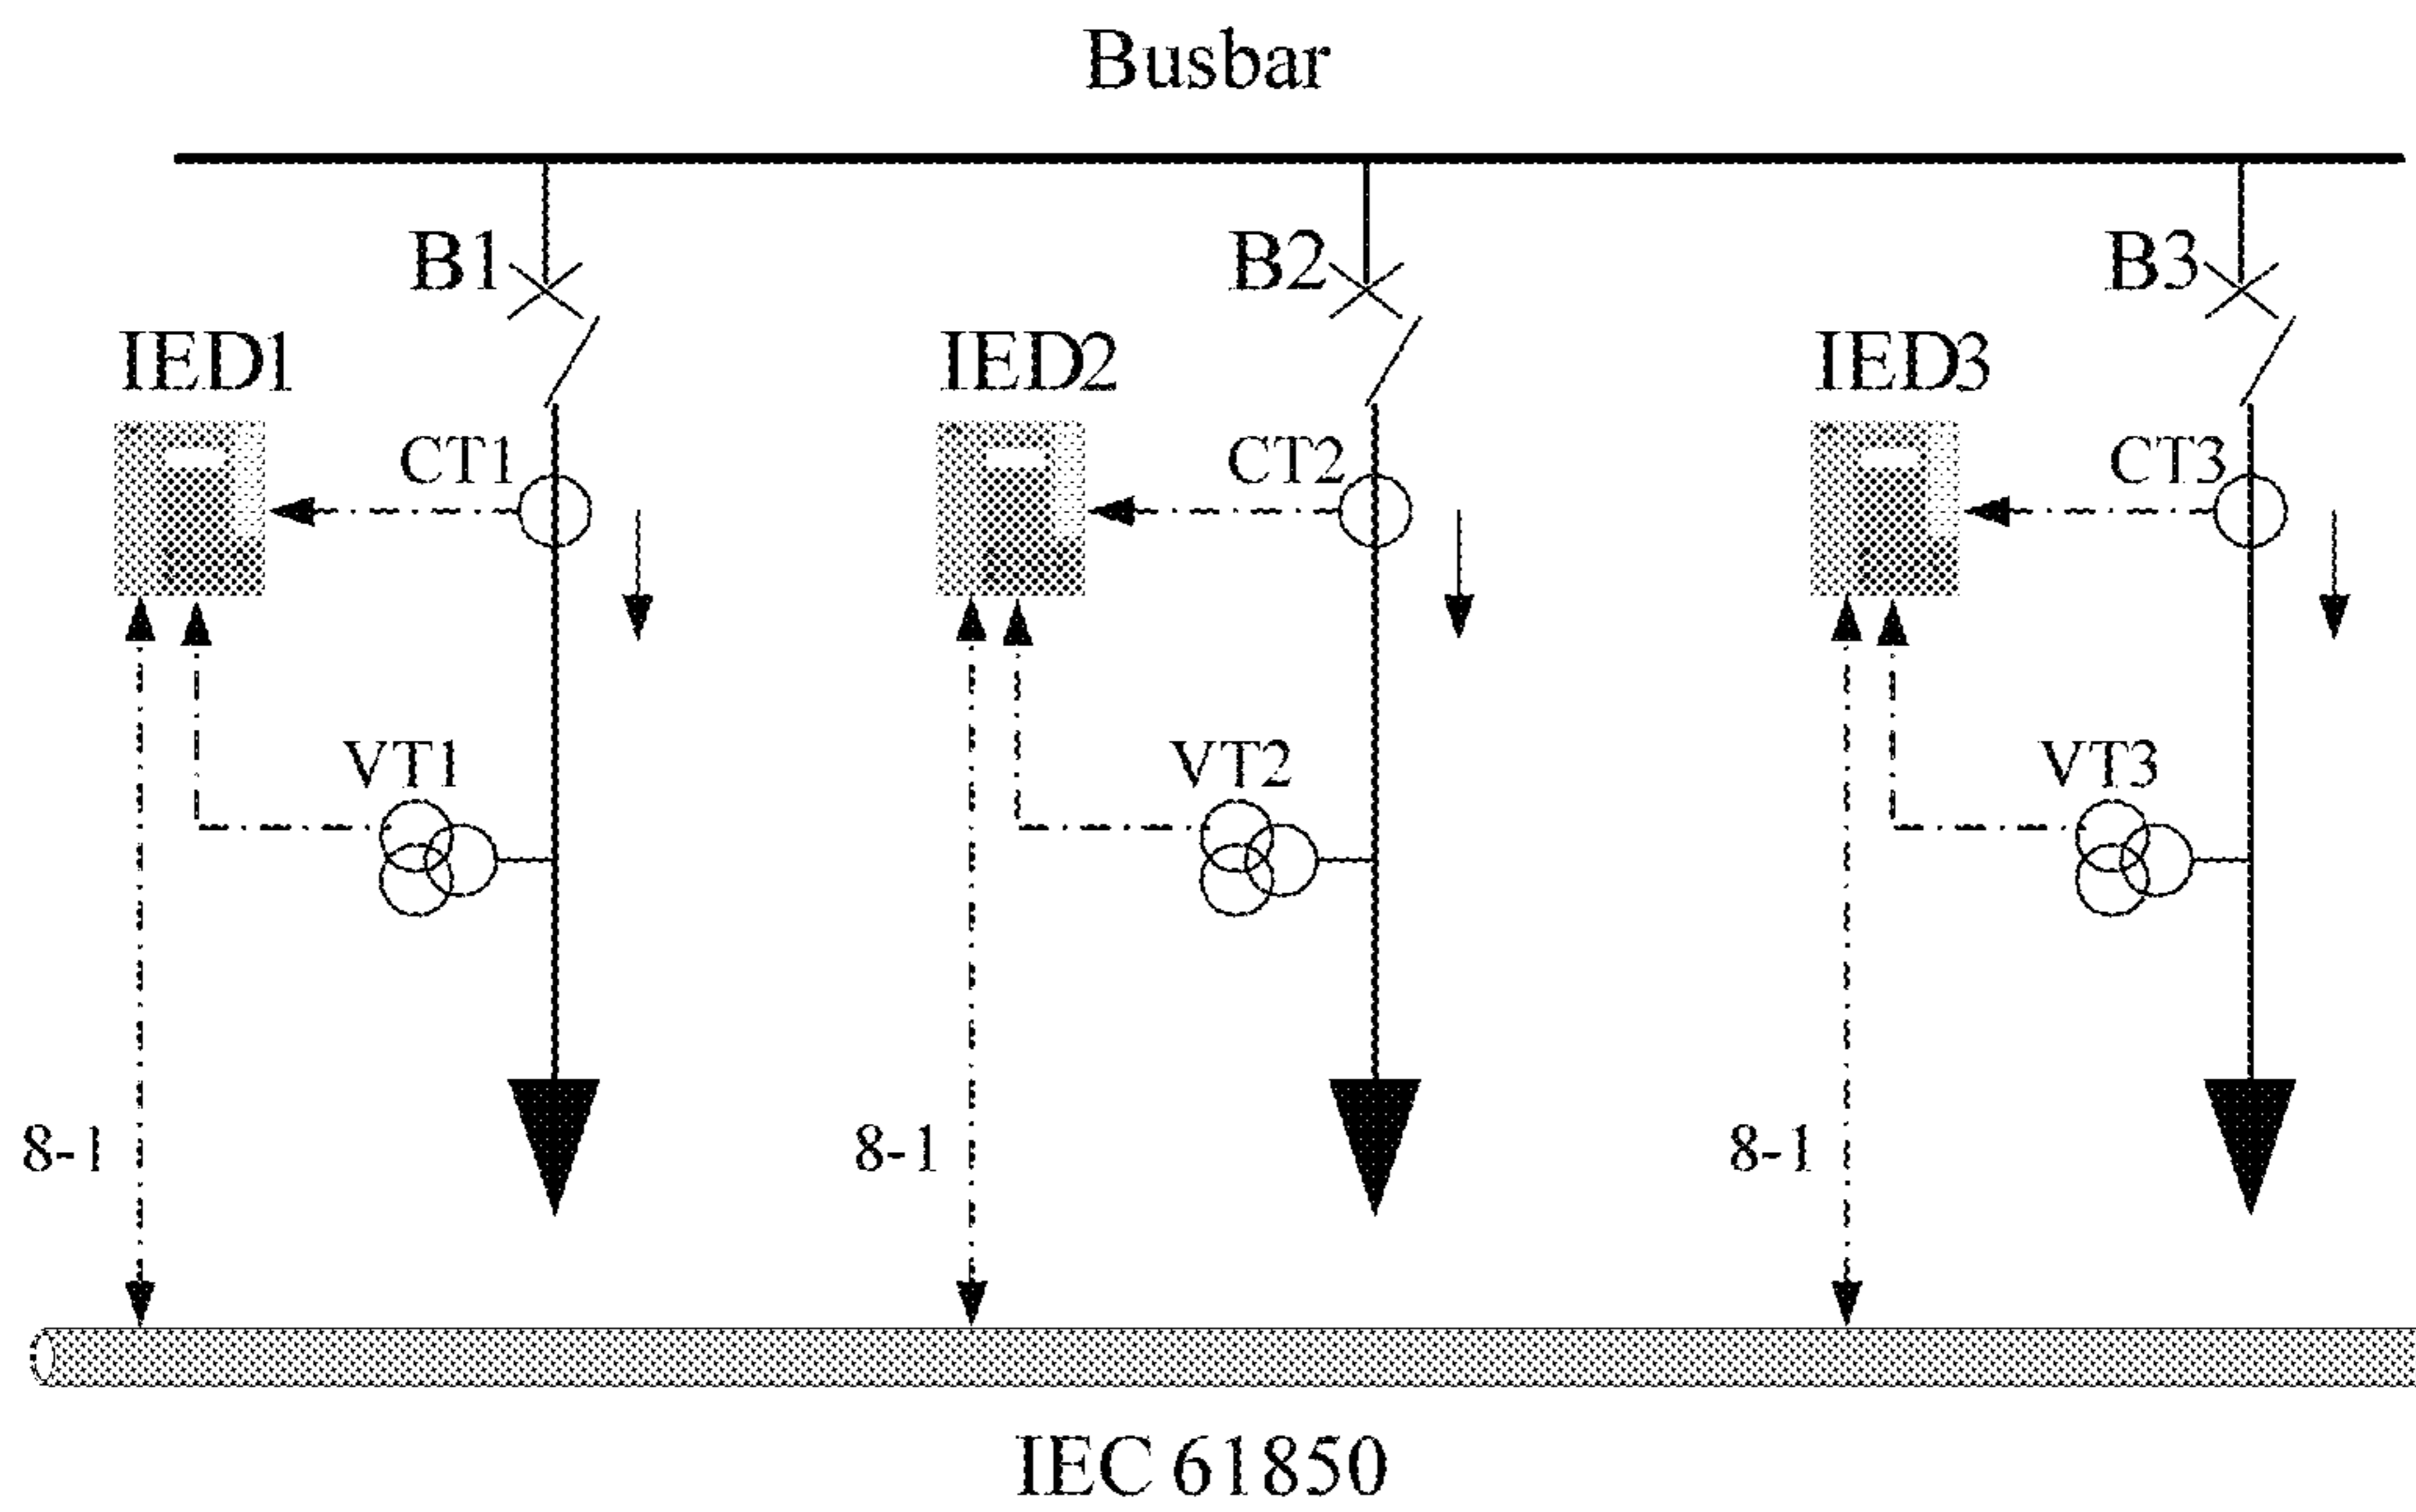 Busbar
B1
B2
B3
IED1
IED2
IED3
CT1
CT2
CT3
VT1
VT2
VT3
8-1
8-1
8-1
IEC 61850